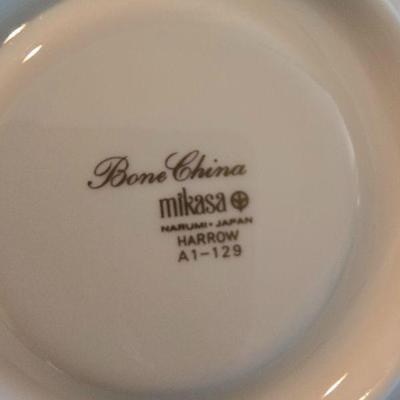 Bone China
mikasa
NARUMI • JAPAN
HARROW
A1-129